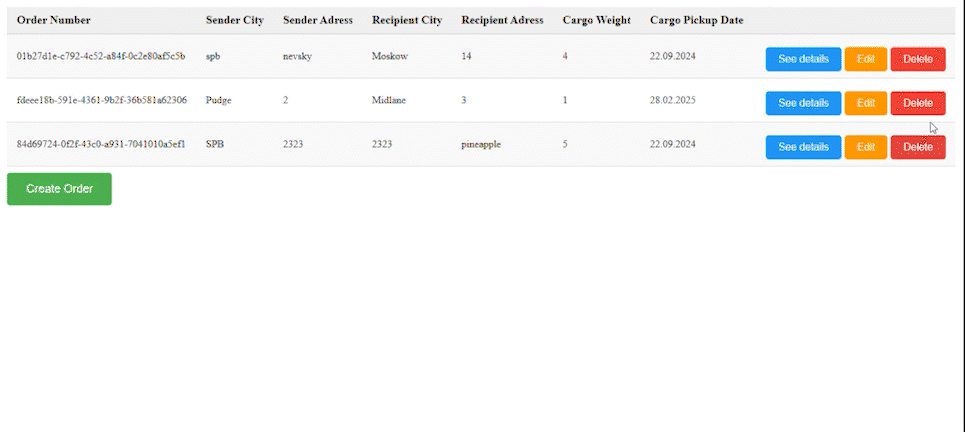 Order Number Sender City Sender Adress Recipient City Recipient Adress Cargo Weight Cargo Pickup Date
01b27d1e-c792-4c52-a84f-0c2e80af5c5b spb nevsky Moskow 14 4 22.09.2024 See details Edit Delete
fdeee18b-591e-4361-9b2f-36b581a62306 Pudge 2 Midlane 3 1 28.02.2025 See details Edit Delete
84d69724-0f2f-43c0-a931-7041010a5ef1 SPB 2323 2323 pineapple 5 22.09.2024 See details Edit Delete
Create Order